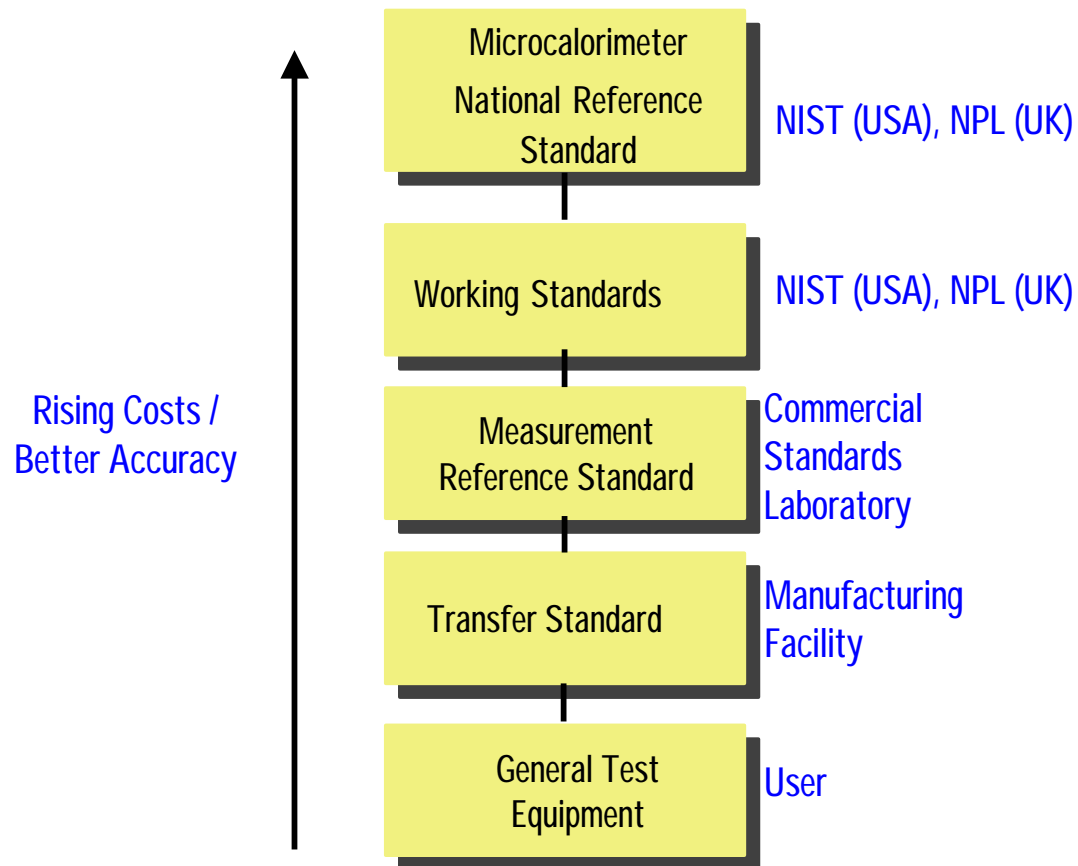 Microcalorimeter
National Reference
Standard
NIST (USA), NPL (UK)
Working Standards
NIST (USA), NPL (UK)
Rising Costs /
Better Accuracy
Measurement
Reference Standard
Commercial
Standards
Laboratory
Transfer Standard
Manufacturing
Facility
General Test
Equipment
User